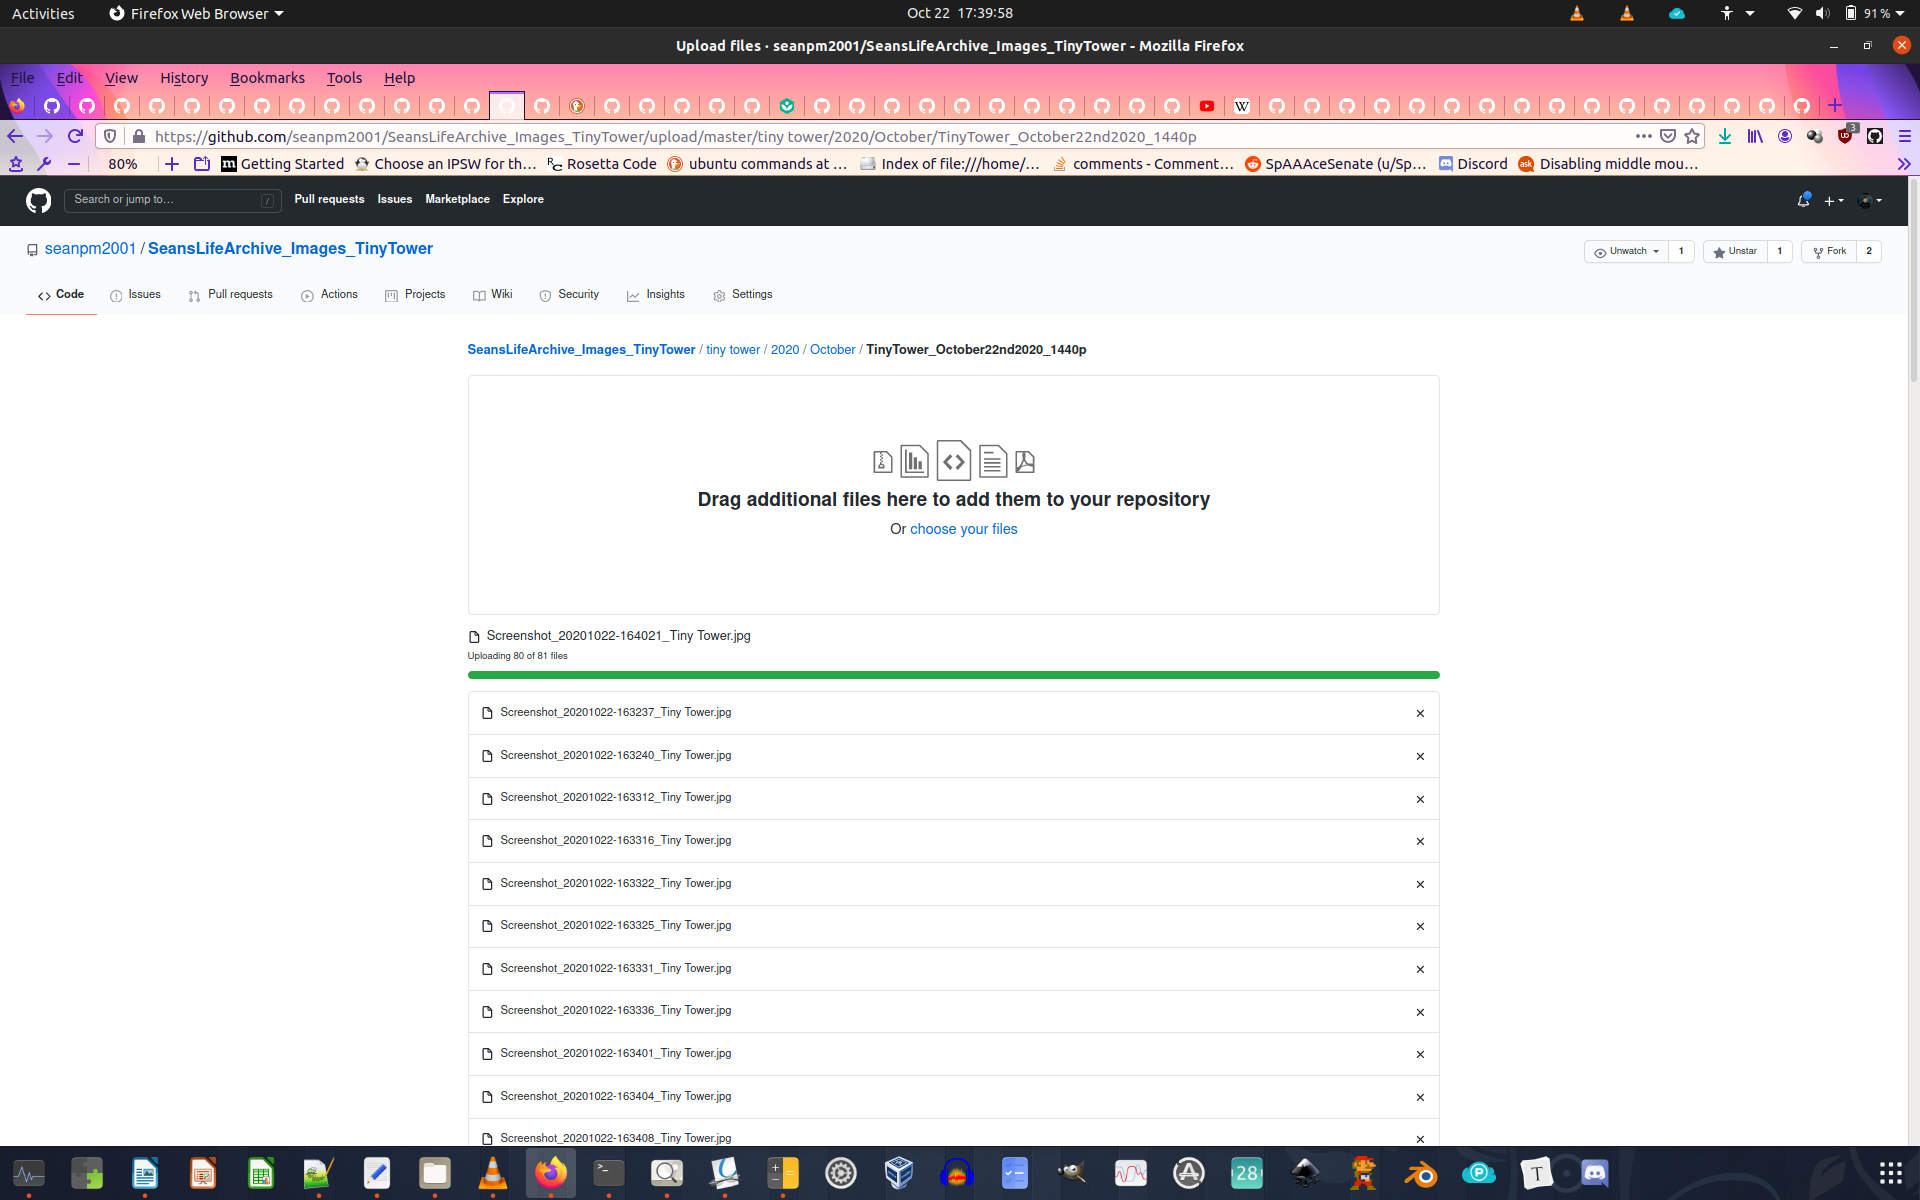 Activities Firefox Web Browser Oct 22 17:39:58 91 %
Upload files · seanpm2001/SeansLifeArchive_Images_TinyTower - Mozilla Firefox
File Edit View History Bookmarks Tools Help
https://github.com/seanpm2001/SeansLifeArchive_Images_TinyTower/upload/master/tiny tower/2020/October/TinyTower_October22nd2020_1440p 3
80% Getting Started Choose an IPSW for th… Rosetta Code ubuntu commands at … Index of file:///home/… comments - Comment… SpAAAceSenate (u/Sp… Discord Disabling middle mou…
Search or jump to… / Pull requests Issues Marketplace Explore
seanpm2001 / SeansLifeArchive_Images_TinyTower Unwatch 1 Unstar 1 Fork 2
Code Issues Pull requests Actions Projects Wiki Security Insights Settings
SeansLifeArchive_Images_TinyTower / tiny tower / 2020 / October / TinyTower_October22nd2020_1440p
Drag additional files here to add them to your repository
Or choose your files
Screenshot_20201022-164021_Tiny Tower.jpg
Uploading 80 of 81 files
Screenshot_20201022-163237_Tiny Tower.jpg
Screenshot_20201022-163240_Tiny Tower.jpg
Screenshot_20201022-163312_Tiny Tower.jpg
Screenshot_20201022-163316_Tiny Tower.jpg
Screenshot_20201022-163322_Tiny Tower.jpg
Screenshot_20201022-163325_Tiny Tower.jpg
Screenshot_20201022-163331_Tiny Tower.jpg
Screenshot_20201022-163336_Tiny Tower.jpg
Screenshot_20201022-163401_Tiny Tower.jpg
Screenshot_20201022-163404_Tiny Tower.jpg
Screenshot_20201022-163408_Tiny Tower.jpg
28